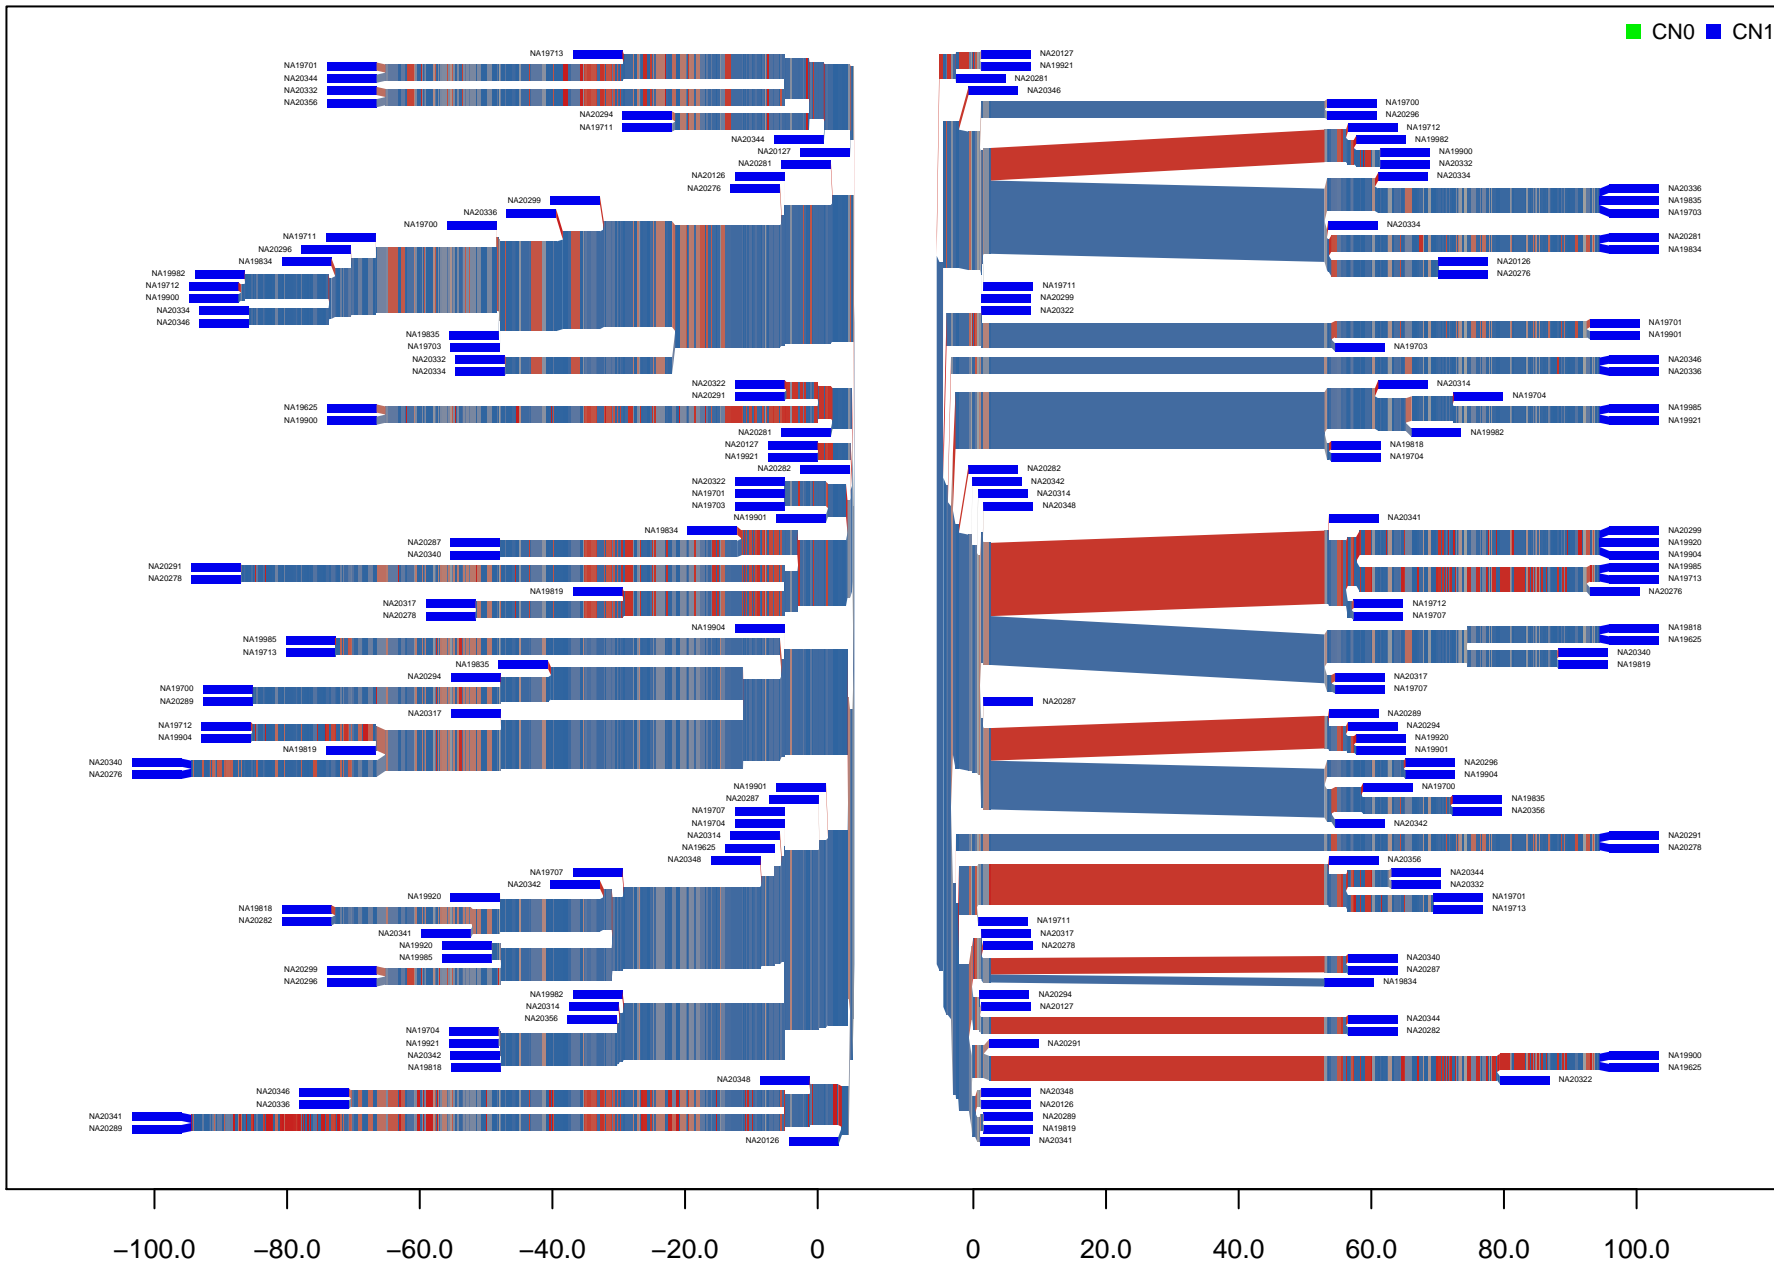 CN0 CN1
NA19713
NA19701
NA20344
NA20332
NA20356
NA20294
NA19711
NA20344
NA20127
NA20281
NA20126
NA20276
NA20299
NA20336
NA19700
NA19711
NA20296
NA19834
NA19982
NA19712
NA19900
NA20334
NA20346
NA19835
NA19703
NA20332
NA20334
NA20322
NA20291
NA19625
NA19900
NA20281
NA20127
NA19921
NA20282
NA20322
NA19701
NA19703
NA19901
NA19834
NA20287
NA20340
NA20291
NA20278
NA19819
NA20317
NA20278
NA19904
NA19985
NA19713
NA19835
NA20294
NA19700
NA20289
NA20317
NA19712
NA19904
NA19819
NA20340
NA20276
NA19901
NA20287
NA19707
NA19704
NA20314
NA19625
NA20348
NA19707
NA20342
NA19920
NA19818
NA20282
NA20341
NA19920
NA19985
NA20299
NA20296
NA19982
NA20314
NA20356
NA19704
NA19921
NA20342
NA19818
NA20348
NA20346
NA20336
NA20341
NA20289
NA20126
NA20127
NA19921
NA20281
NA20346
NA19700
NA20296
NA19712
NA19982
NA19900
NA20332
NA20334
NA20336
NA19835
NA19703
NA20334
NA20281
NA19834
NA20126
NA20276
NA19711
NA20299
NA20322
NA19701
NA19901
NA19703
NA20346
NA20336
NA20314
NA19704
NA19985
NA19921
NA19982
NA19818
NA19704
NA20282
NA20342
NA20314
NA20348
NA20341
NA20299
NA19920
NA19904
NA19985
NA19713
NA20276
NA19712
NA19707
NA19818
NA19625
NA20340
NA19819
NA20317
NA19707
NA20287
NA20289
NA20294
NA19920
NA19901
NA20296
NA19904
NA19700
NA19835
NA20356
NA20342
NA20291
NA20278
NA20356
NA20344
NA20332
NA19701
NA19713
NA19711
NA20317
NA20278
NA20340
NA20287
NA19834
NA20294
NA20127
NA20344
NA20282
NA20291
NA19900
NA19625
NA20322
NA20348
NA20126
NA20289
NA19819
NA20341
−100.0 −80.0 −60.0 −40.0 −20.0 0 0 20.0 40.0 60.0 80.0 100.0